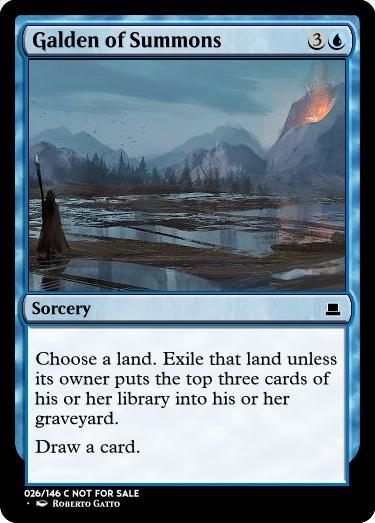 Galden of Summons 3
Sorcery
Choose a land. Exile that land unless
its owner puts the top three cards of
his or her library into his or her
graveyard.
Draw a card.
026/146 C NOT FOR SALE
· Roberto Gatto